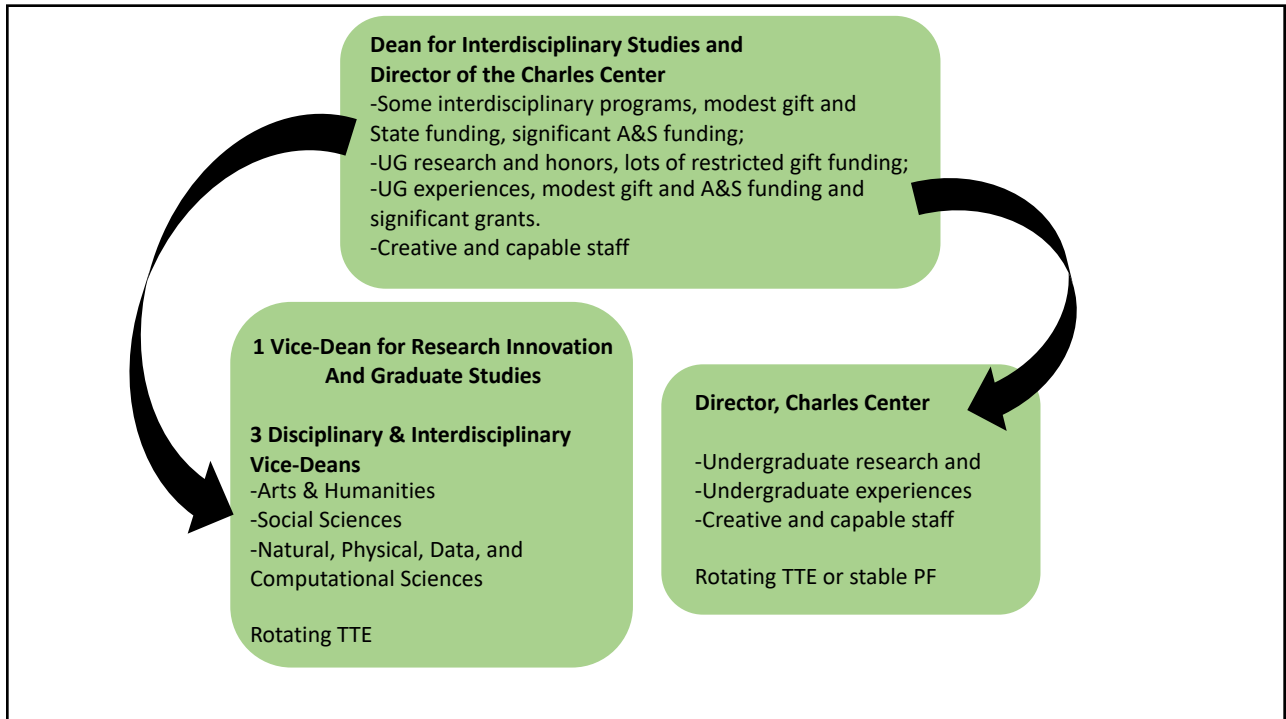 Dean for Interdisciplinary Studies and
Director of the Charles Center
-Some interdisciplinary programs, modest gift and
State funding, significant A&S funding;
-UG research and honors, lots of restricted gift funding;
-UG experiences, modest gift and A&S funding and
significant grants.
-Creative and capable staff
1 Vice-Dean for Research Innovation
And Graduate Studies
3 Disciplinary & Interdisciplinary
Vice-Deans
-Arts & Humanities
-Social Sciences
-Natural, Physical, Data, and
Computational Sciences
Rotating TTE
Director, Charles Center
-Undergraduate research and
-Undergraduate experiences
-Creative and capable staff
Rotating TTE or stable PF